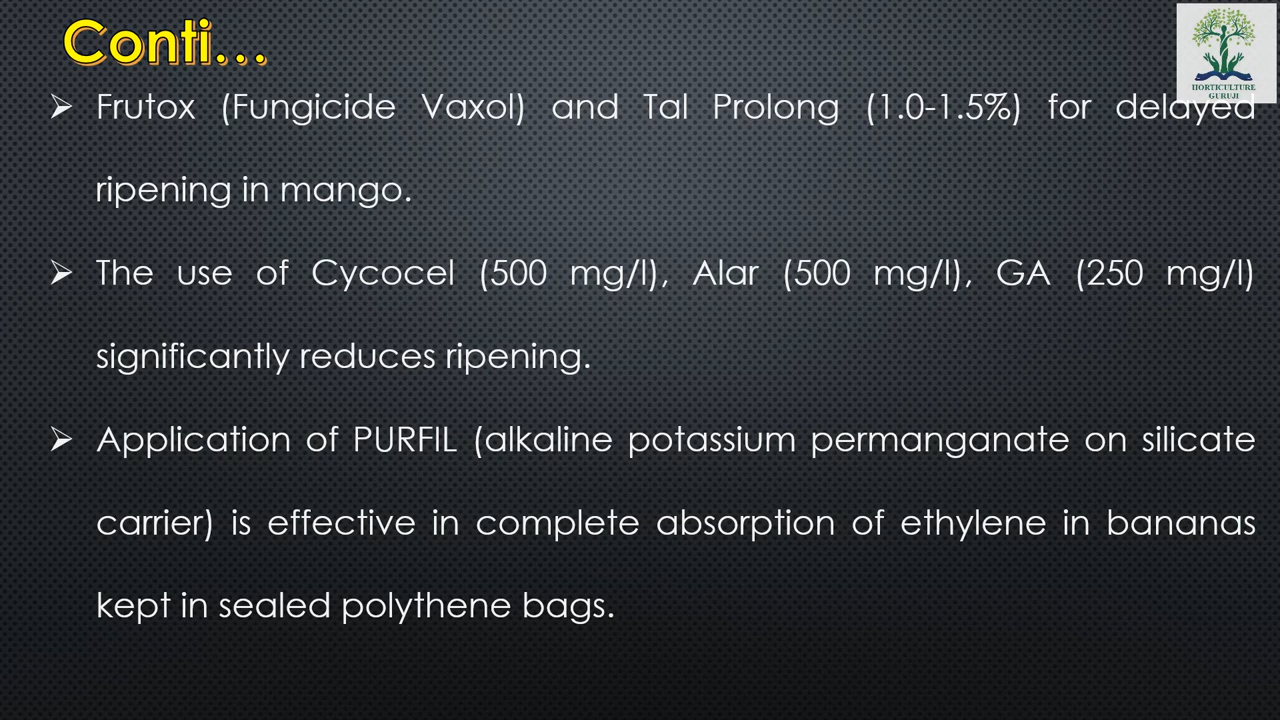 Conti...
HORTICULTURE
GURUJI
➢ Frutox (Fungicide Vaxol) and Tal Prolong (1.0-1.5%) for delayed
ripening in mango.
➢ The use of Cycocel (500 mg/l), Alar (500 mg/l), GA (250 mg/l)
significantly reduces ripening.
➢ Application of PURFIL (alkaline potassium permanganate on silicate
carrier) is effective in complete absorption of ethylene in bananas
kept in sealed polythene bags.